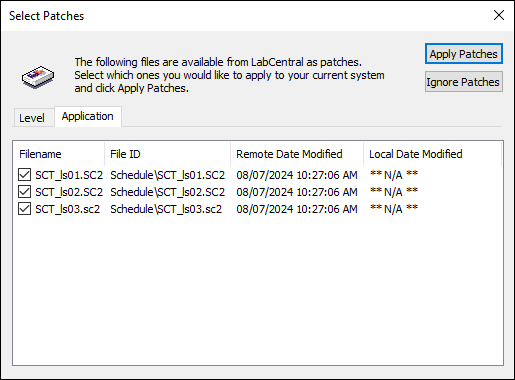 Select Patches
The following files are available from LabCentral as patches.
Select which ones you would like to apply to your current system
and click Apply Patches.
Apply Patches
Ignore Patches
Level Application
Filename File ID Remote Date Modified Local Date Modified
SCT_ls01.SC2 Schedule\SCT_ls01.SC2 08/07/2024 10:27:06 AM ** N/A **
SCT_ls02.SC2 Schedule\SCT_ls02.SC2 08/07/2024 10:27:06 AM ** N/A **
SCT_ls03.sc2 Schedule\SCT_ls03.sc2 08/07/2024 10:27:06 AM ** N/A **